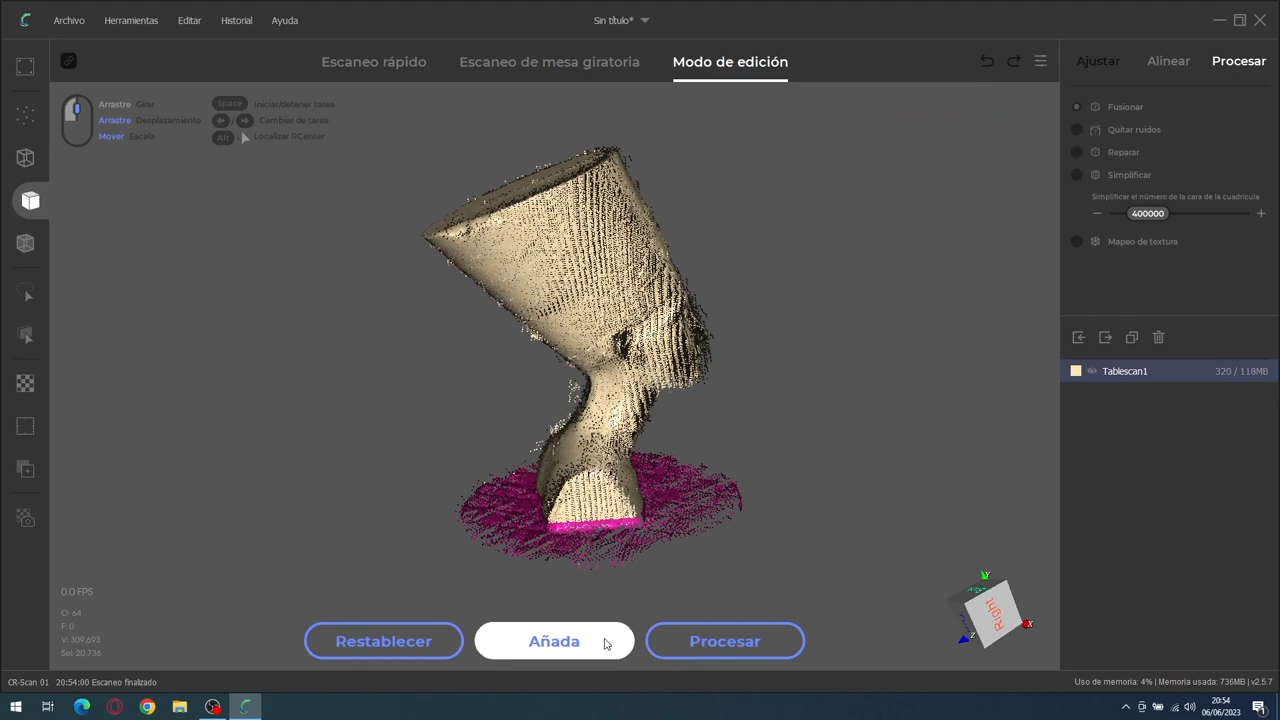 Archivo Herramientas Editar Historial Ayuda
Sin título*
Escaneo rápido Escaneo de mesa giratoria Modo de edición
Ajustar Alinear Procesar
Arrastre Girar
Arrastre Desplazamiento
Mover Escala
Space Iniciar/detener tarea
/ Cambiar de tarea
Alt + Localizar RCenter
Fusionar
Quitar ruidos
Reparar
Simplificar
Simplificar el número de la cara de la cuadrícula
− 400000 +
Mapeo de textura
Tablescan1 320 / 118MB
0.0 FPS
O: 64
F: 0
V: 309.693
Sel: 20,736
Y
Right
X
Z
Restablecer Añada Procesar
CR-Scan 01 20:54:00 Escaneo finalizado
Uso de memoria: 4% | Memoria usada: 736MB | v2.5.7
20:54
06/06/2023
1